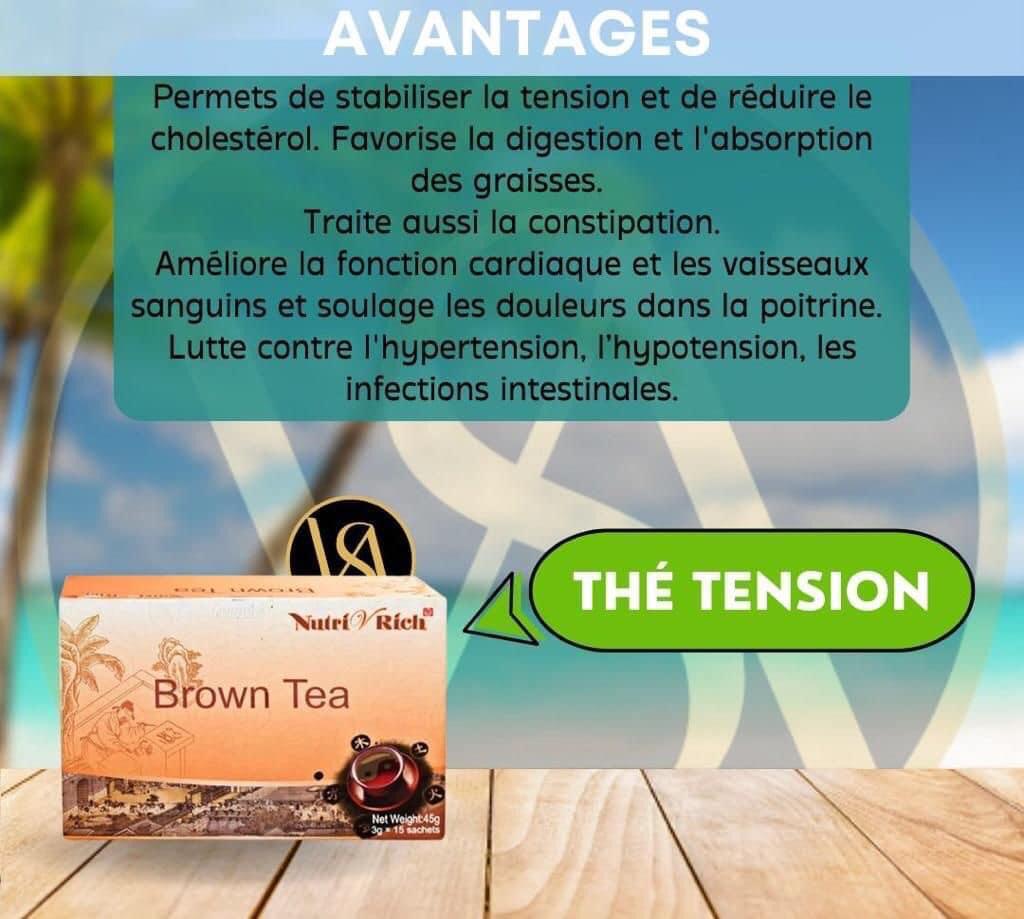 AVANTAGES
Permets de stabiliser la tension et de réduire le
cholestérol. Favorise la digestion et l'absorption
des graisses.
Traite aussi la constipation.
Améliore la fonction cardiaque et les vaisseaux
sanguins et soulage les douleurs dans la poitrine.
Lutte contre l'hypertension, l’hypotension, les
infections intestinales.
THÉ TENSION
Brown Tea
Nutri V Rich
Brown Tea
木
土
火
Net Weight:45g
3g × 15 sachets